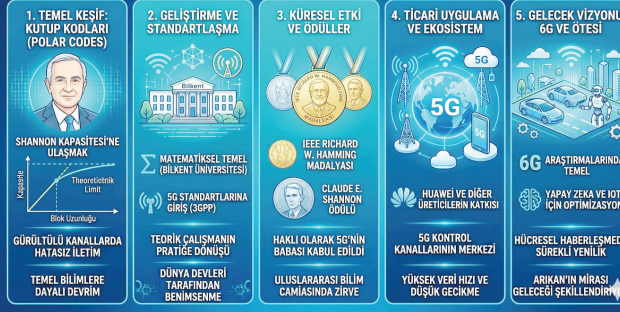 1. TEMEL KEŞİF:
KUTUP KODLARI
(POLAR CODES)
SHANNON KAPASİTESİ'NE
ULAŞMAK
Kapasite
Theoretietnik
Limit
Blok Uzunluğu
GÜRÜLTÜLÜ KANALLARDA
HATASIZ İLETİM
TEMEL BİLİMLERE
DAYALI DEVRİM
2. GELİŞTİRME VE
STANDARTLAŞMA
Bilkent
MATEMATİKSEL TEMEL
(BİLKENT ÜNİVERSİTESİ)
5G STANDARTLARINA
GİRİŞ (3GPP)
TEORİK ÇALIŞMANIN
PRATİĞE DÖNÜŞÜ
DÜNYA DEVLERİ
TARAFINDAN
BENİMSENME
3. KÜRESEL ETKİ
VE ÖDÜLLER
MADALYASI
IEEE RICHARD
W. HAMMING
MADALYASI
CLAUDE E.
SHANNON
ÖDÜLÜ
HAKLI OLARAK 5G'NİN
BABASI KABUL EDİLDİ
ULUSLARARASI BİLİM
CAMİASINDA ZİRVE
4. TİCARİ UYGULAMA
VE EKOSİSTEM
5G
5G
5G
HUAWEI VE DİĞER
ÜRETİCİLERİN KATKISI
5G KONTROL
KANALLARININ MERKEZİ
YÜKSEK VERİ HIZI VE
DÜŞÜK GECİKME
5. GELECEK VİZYONU
6G VE ÖTESİ
6G ARAŞTIRMALARINDA
TEMEL
YAPAY ZEKA VE IOT
İÇİN OPTİMİZASYON
HÜCRESEL HABERLEŞMED
SÜREKLİ YENİLİK
ARIKAN'IN MİRASI
GELECEĞİ ŞEKİLLENDİRİYO